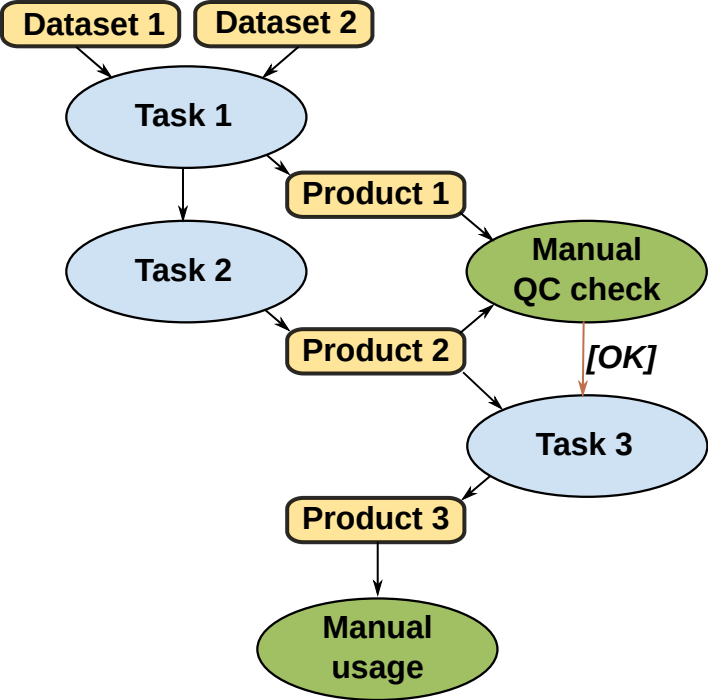 Dataset 1
Dataset 2
Task 1
Product 1
Manual
QC check
Task 2
Product 2
[OK]
Task 3
Product 3
Manual
usage